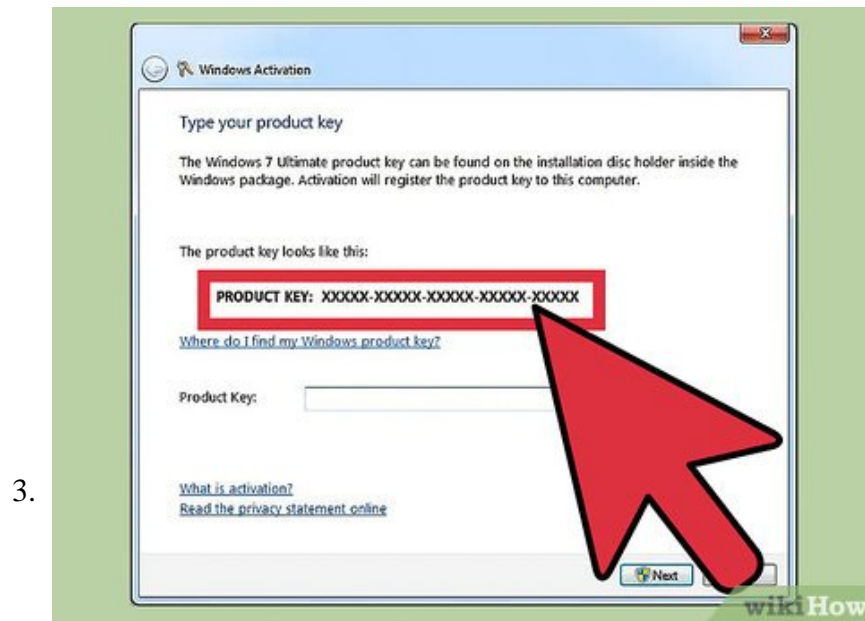 Windows Activation
Type your product key
The Windows 7 Ultimate product key can be found on the installation disc holder inside the
Windows package. Activation will register the product key to this computer.
The product key looks like this:
PRODUCT KEY: XXXXX-XXXXX-XXXXX-XXXXX-XXXXX
Where do I find my Windows product key?
Product Key:
3.
What is activation?
Read the privacy statement online
Next
wikiHow